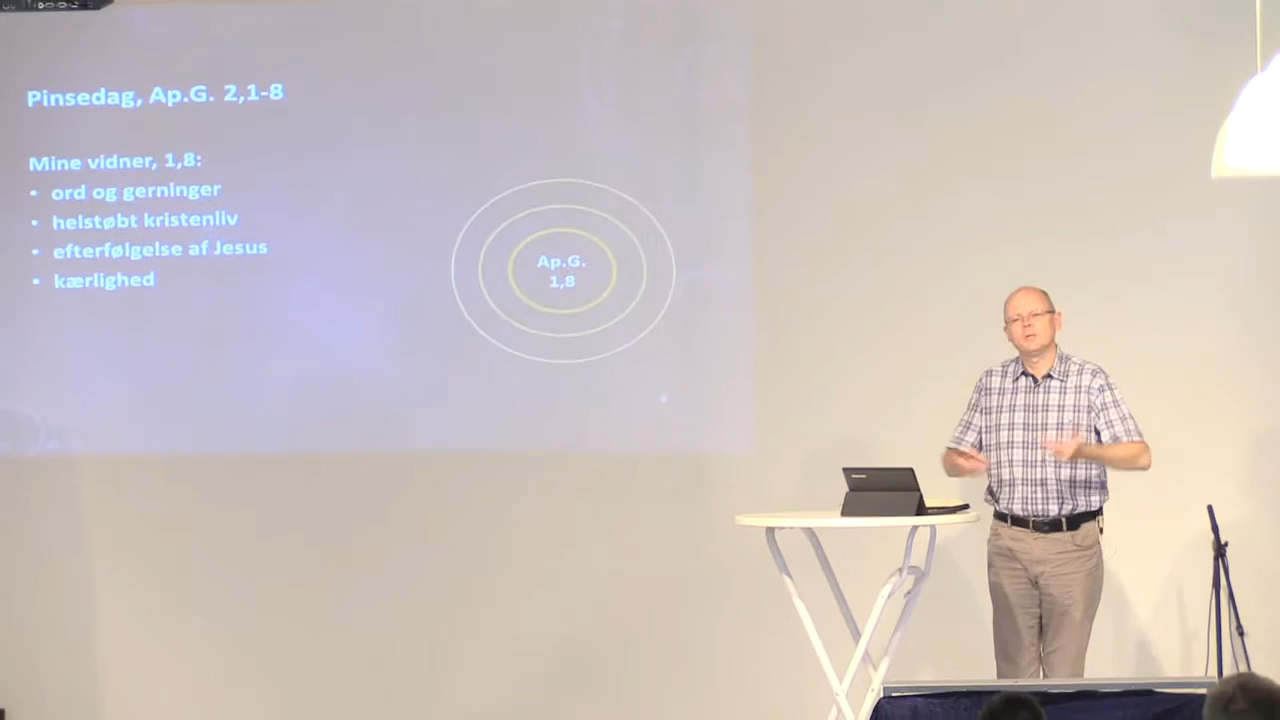 Pinsedag, Ap.G. 2,1-8
Mine vidner, 1,8:
• ord og gerninger
• helstøbt kristenliv
• efterfølgelse af Jesus
• kærlighed
Ap.G.
1,8